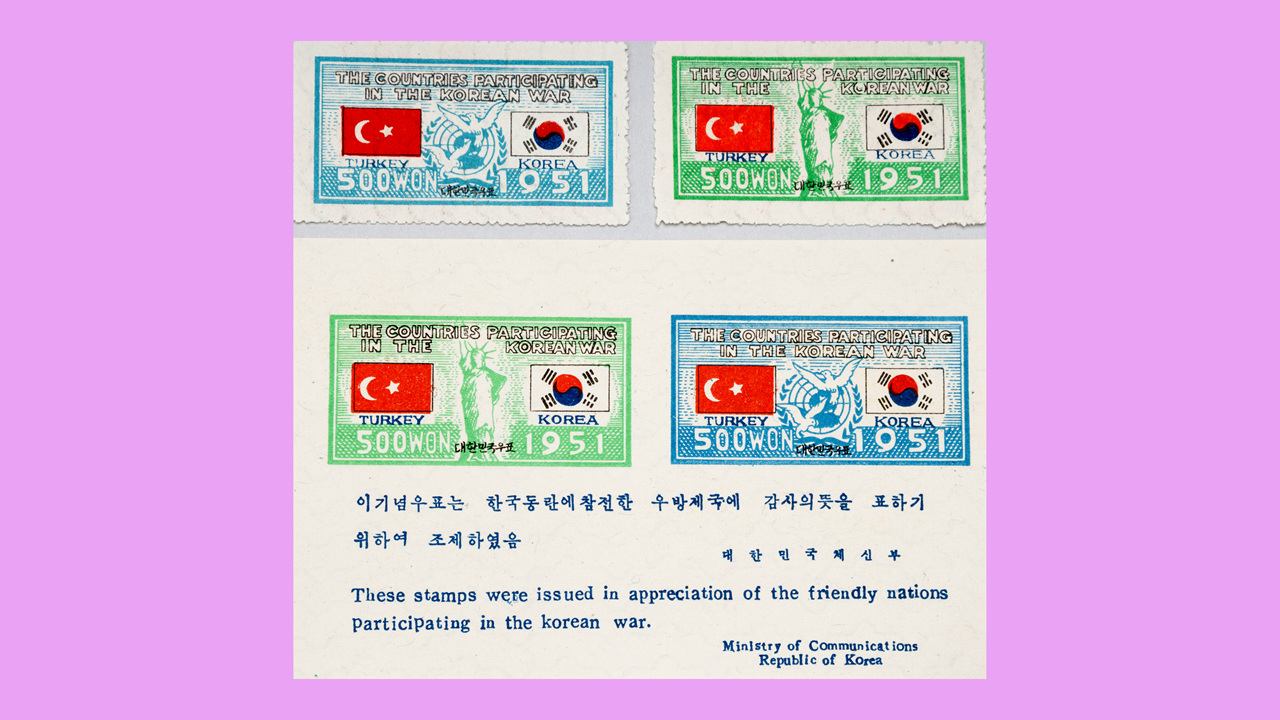 THE COUNTRIES PARTICIPATING
IN THE KOREAN WAR
TURKEY
KOREA
500WON
대한민국우표
1951
THE COUNTRIES PARTICIPATING
IN THE KOREAN WAR
TURKEY
KOREA
500WON
대한민국우표
1951
THE COUNTRIES PARTICIPATING
IN THE KOREAN WAR
TURKEY
KOREA
500WON
대한민국우표
1951
THE COUNTRIES PARTICIPATING
IN THE KOREAN WAR
TURKEY
KOREA
500WON
대한민국우표
1951
이기념우표는 한국동란에참전한 우방제국에 감사의뜻을 표하기
위하여 조제하였음
대한민국체신부
These stamps were issued in appreciation of the friendly nations
participating in the korean war.
Ministry of Communications
Republic of Korea